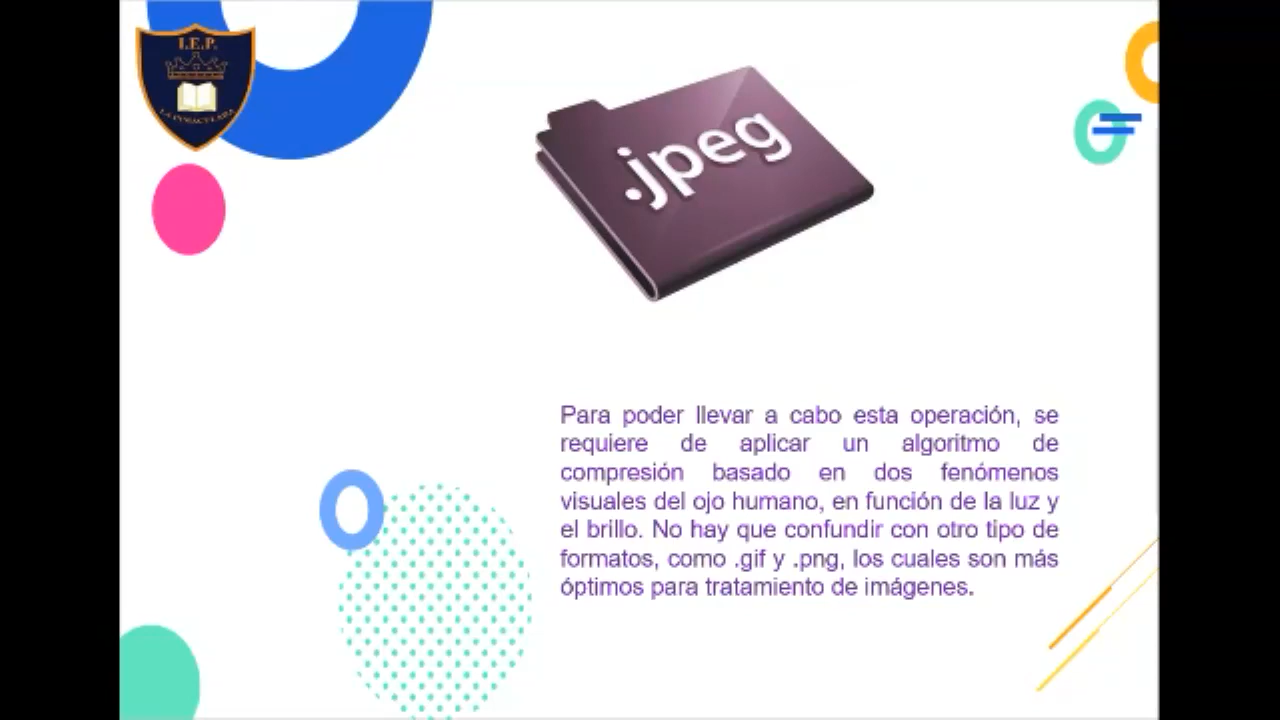 I.E.P.
LA INMACULADA
.jpeg
Para poder llevar a cabo esta operación, se
requiere de aplicar un algoritmo de
compresión basado en dos fenómenos
visuales del ojo humano, en función de la luz y
el brillo. No hay que confundir con otro tipo de
formatos, como .gif y .png, los cuales son más
óptimos para tratamiento de imágenes.